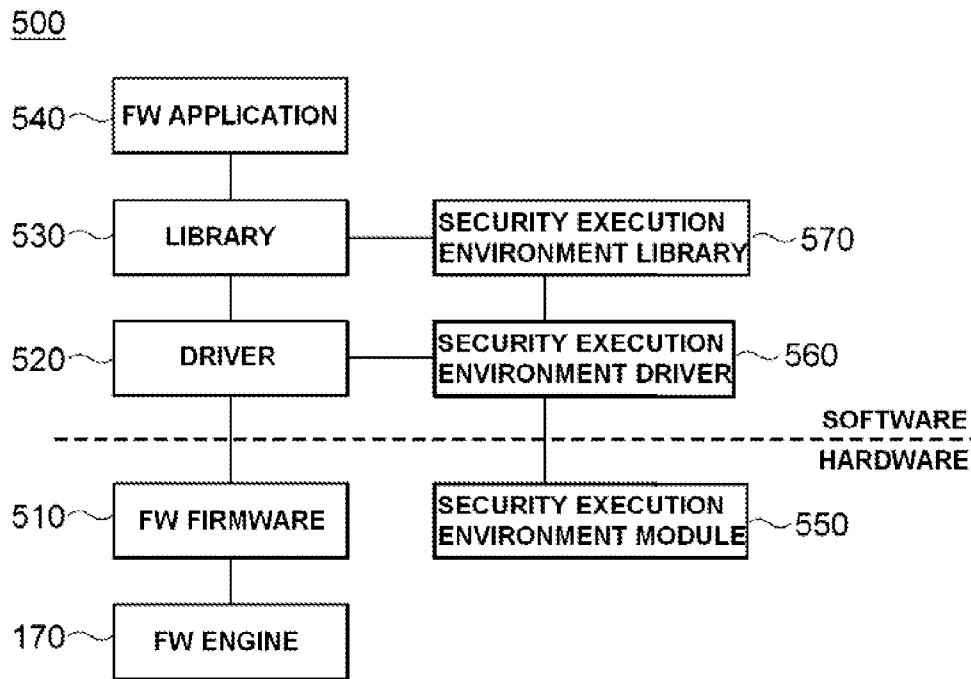 500
540
FW APPLICATION
530
LIBRARY
SECURITY EXECUTION
ENVIRONMENT LIBRARY
570
520
DRIVER
SECURITY EXECUTION
ENVIRONMENT DRIVER
560
SOFTWARE
HARDWARE
510
FW FIRMWARE
SECURITY EXECUTION
ENVIRONMENT MODULE
550
170
FW ENGINE